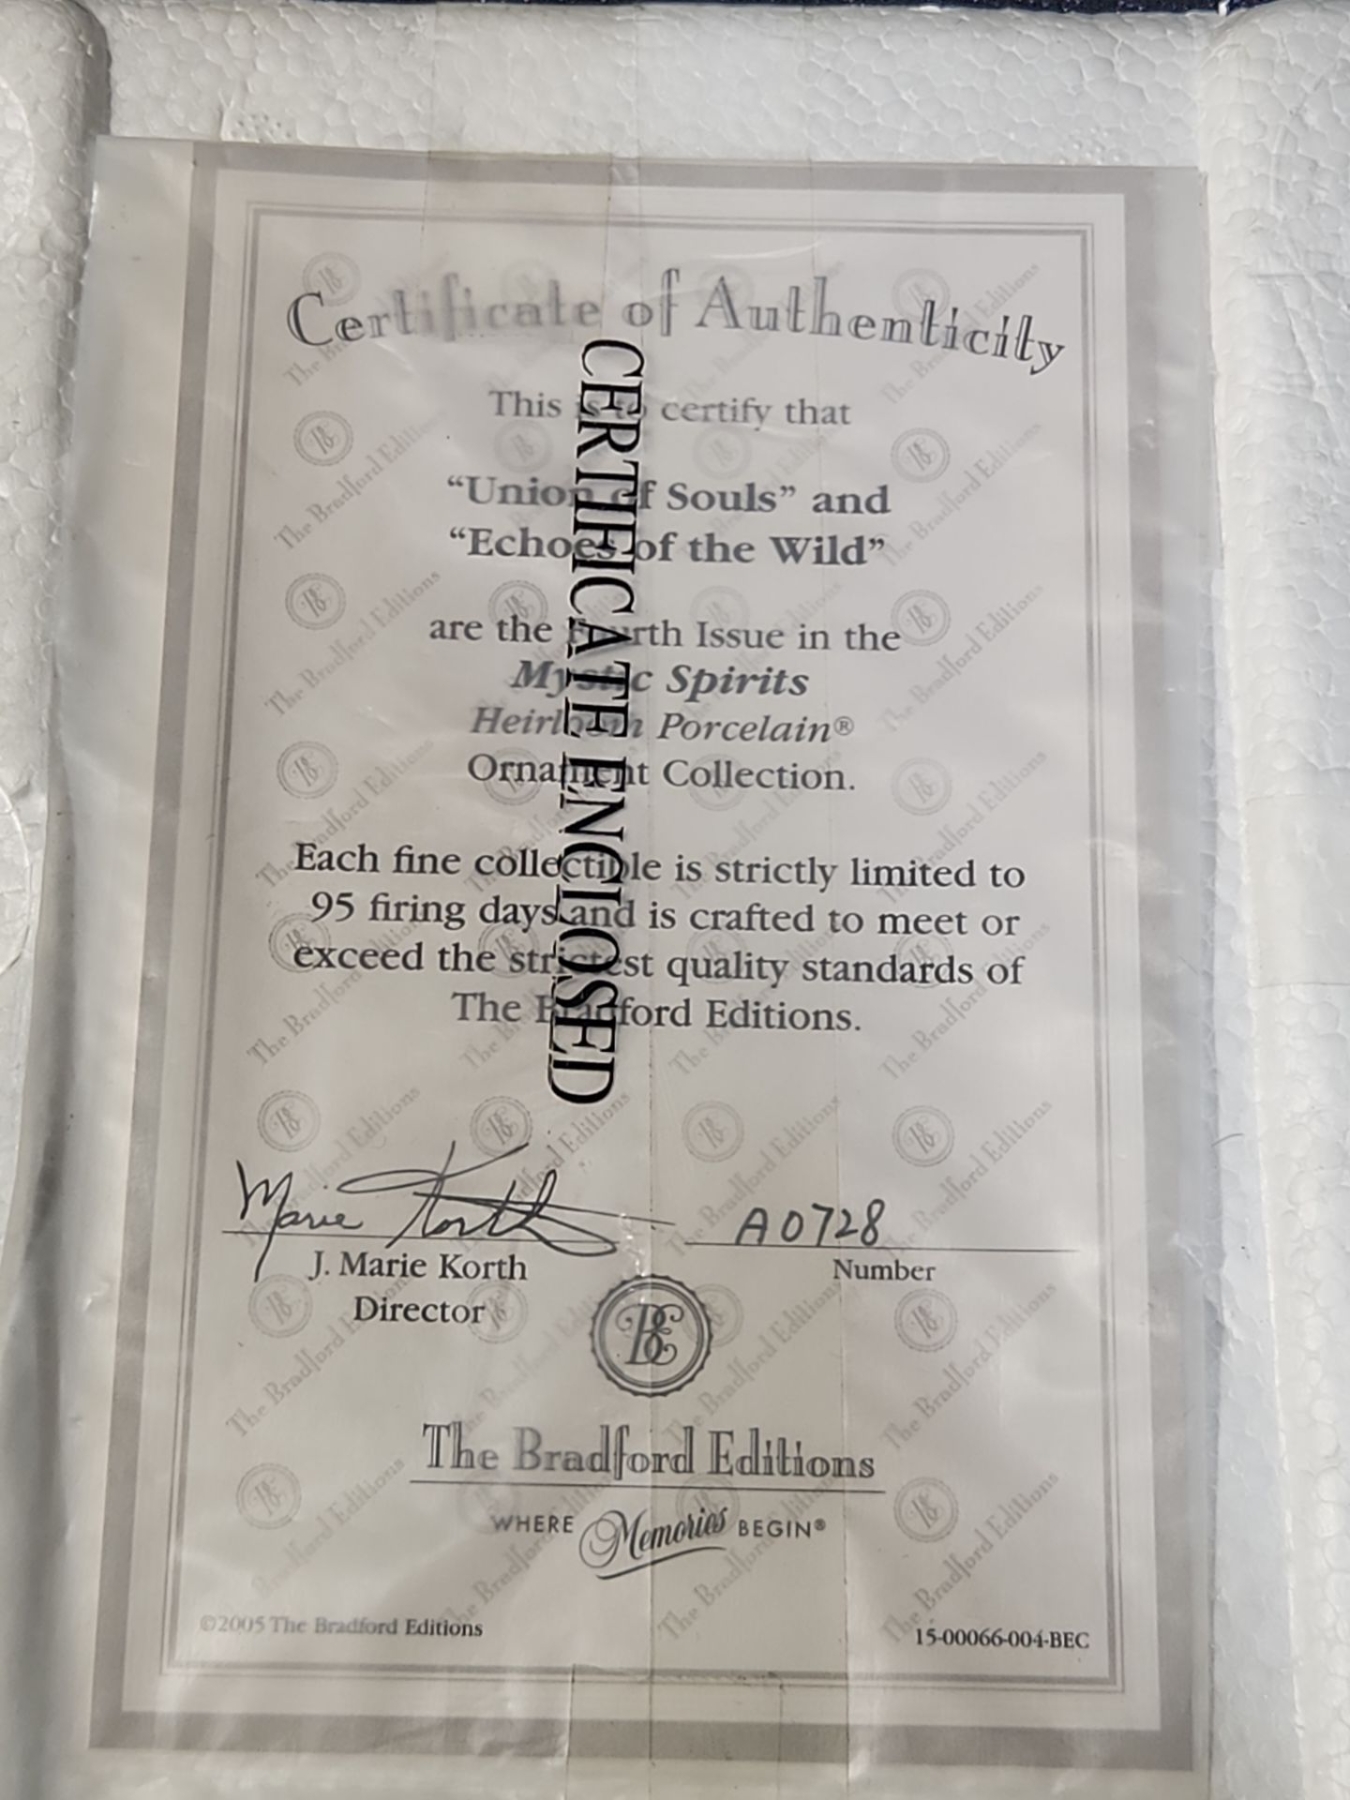 Certificate of Authenticity
CERTIFICATE ENCLOSED
This is to certify that
“Union of Souls” and
“Echoes of the Wild”
are the Fourth Issue in the
Mystic Spirits
Heirloom Porcelain®
Ornament Collection.
Each fine collectible is strictly limited to
95 firing days and is crafted to meet or
exceed the strictest quality standards of
The Bradford Editions.
Marie Korth
A0728
J. Marie Korth
Number
Director
BE
The Bradford Editions
WHERE Memories BEGIN®
©2005 The Bradford Editions
15-00066-004-BEC